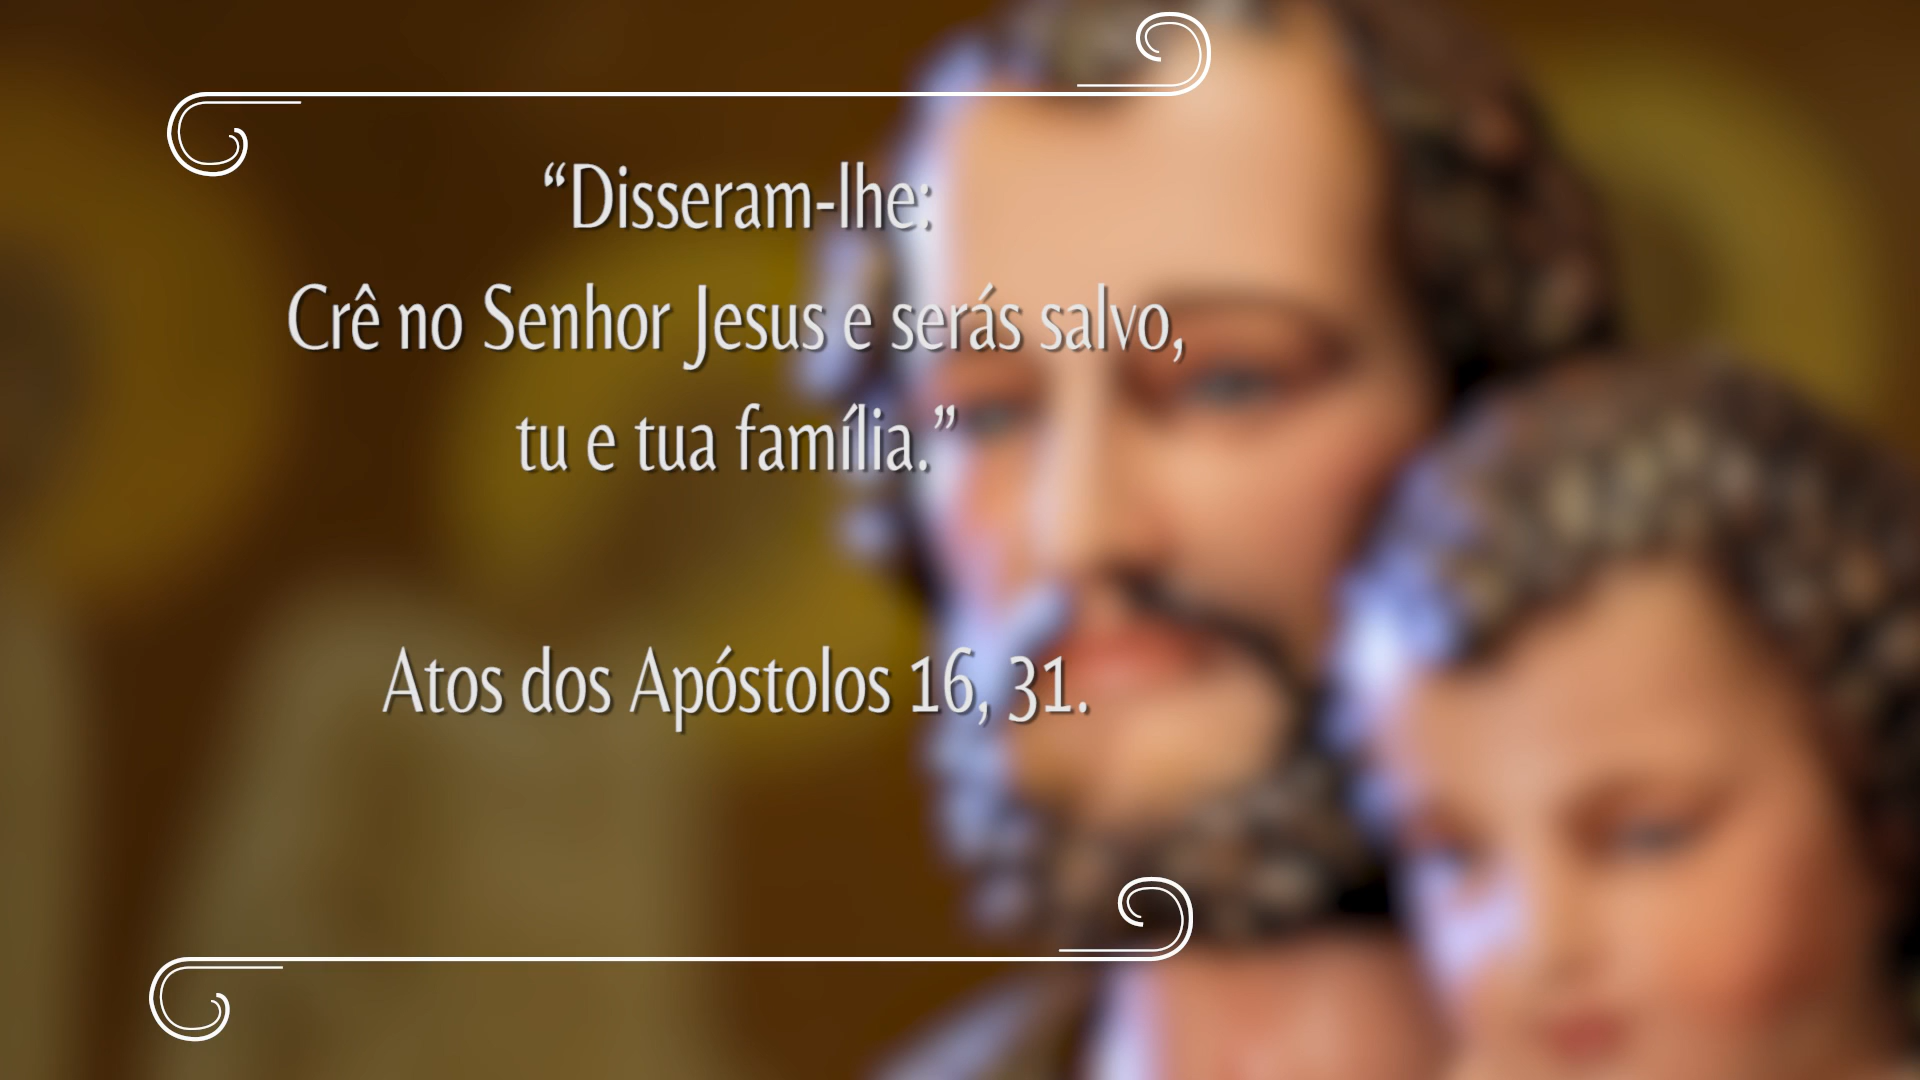 “Disseram-lhe:
Crê no Senhor Jesus e serás salvo,
tu e tua família.”
Atos dos Apóstolos 16, 31.